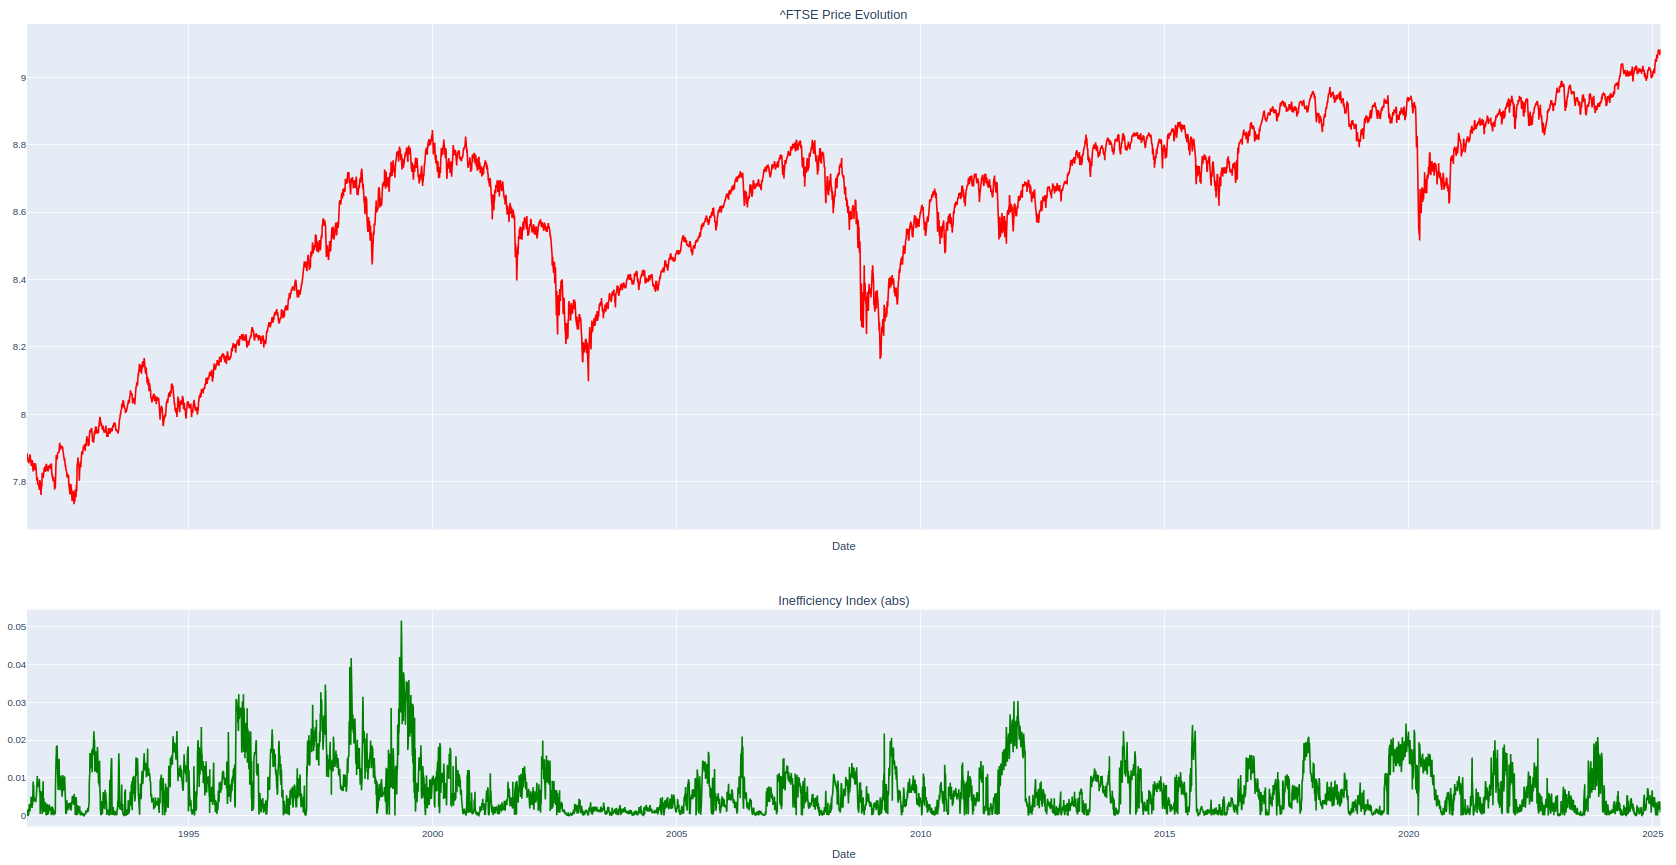 ^FTSE Price Evolution
9
8.8
8.6
8.4
8.2
8
7.8
Date
Inefficiency Index (abs)
0.05
0.04
0.03
0.02
0.01
0
1995 2000 2005 2010 2015 2020 2025
Date